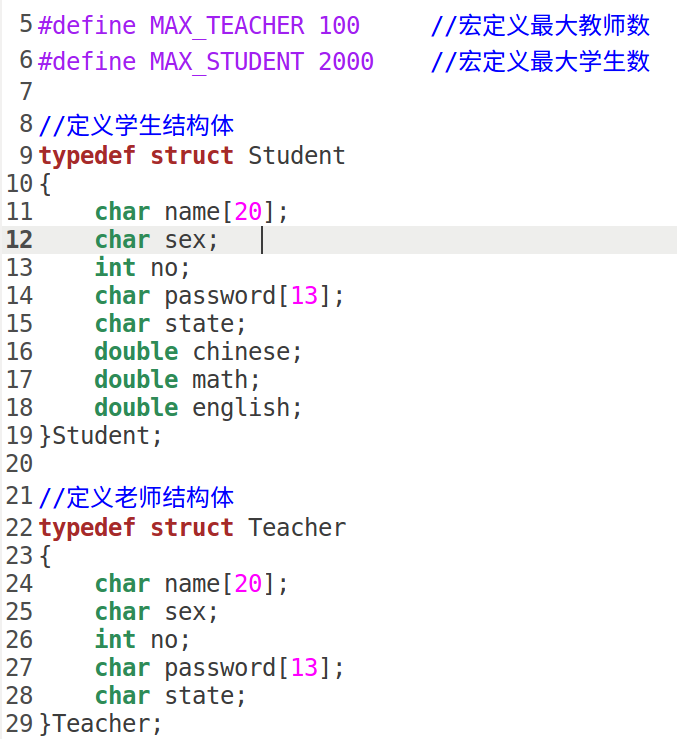 5 #define MAX_TEACHER 100     //宏定义最大教师数
6 #define MAX_STUDENT 2000    //宏定义最大学生数
7
8 //定义学生结构体
9 typedef struct Student
10 {
11     char name[20];
12     char sex;
13     int no;
14     char password[13];
15     char state;
16     double chinese;
17     double math;
18     double english;
19 }Student;
20
21 //定义老师结构体
22 typedef struct Teacher
23 {
24     char name[20];
25     char sex;
26     int no;
27     char password[13];
28     char state;
29 }Teacher;